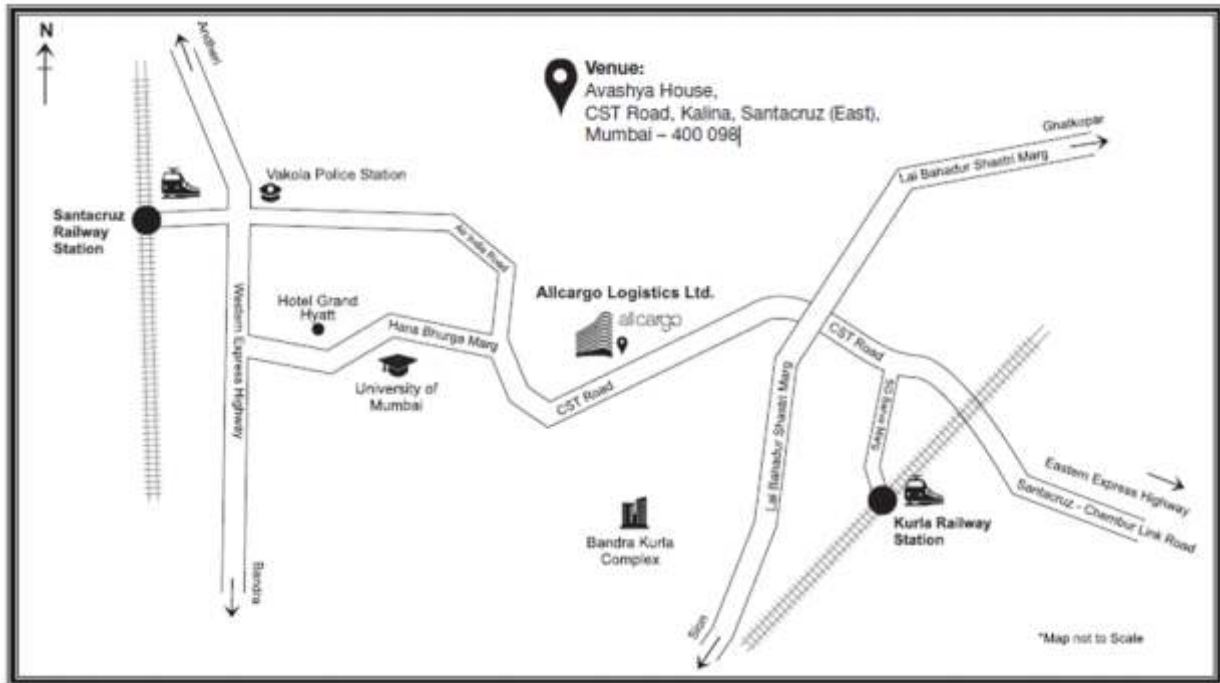 N
Andheri
Venue:
Avashya House,
CST Road, Kalina, Santacruz (East),
Mumbai – 400 098
Ghatkopar
Lal Bahadur Shastri Marg
Vakola Police Station
Santacruz
Railway
Station
Air India Road
Hotel Grand
Hyatt
Allcargo Logistics Ltd.
allcargo
Western Express Highway
Hans Bhurga Marg
CST Road
University of
Mumbai
CST Road
Lal Bahadur Shastri Marg
Eastern Express Highway
Santacruz - Chambur Link Road
Kurla Railway
Station
Bandra Kurla
Complex
Bandra
Sion
*Map not to Scale